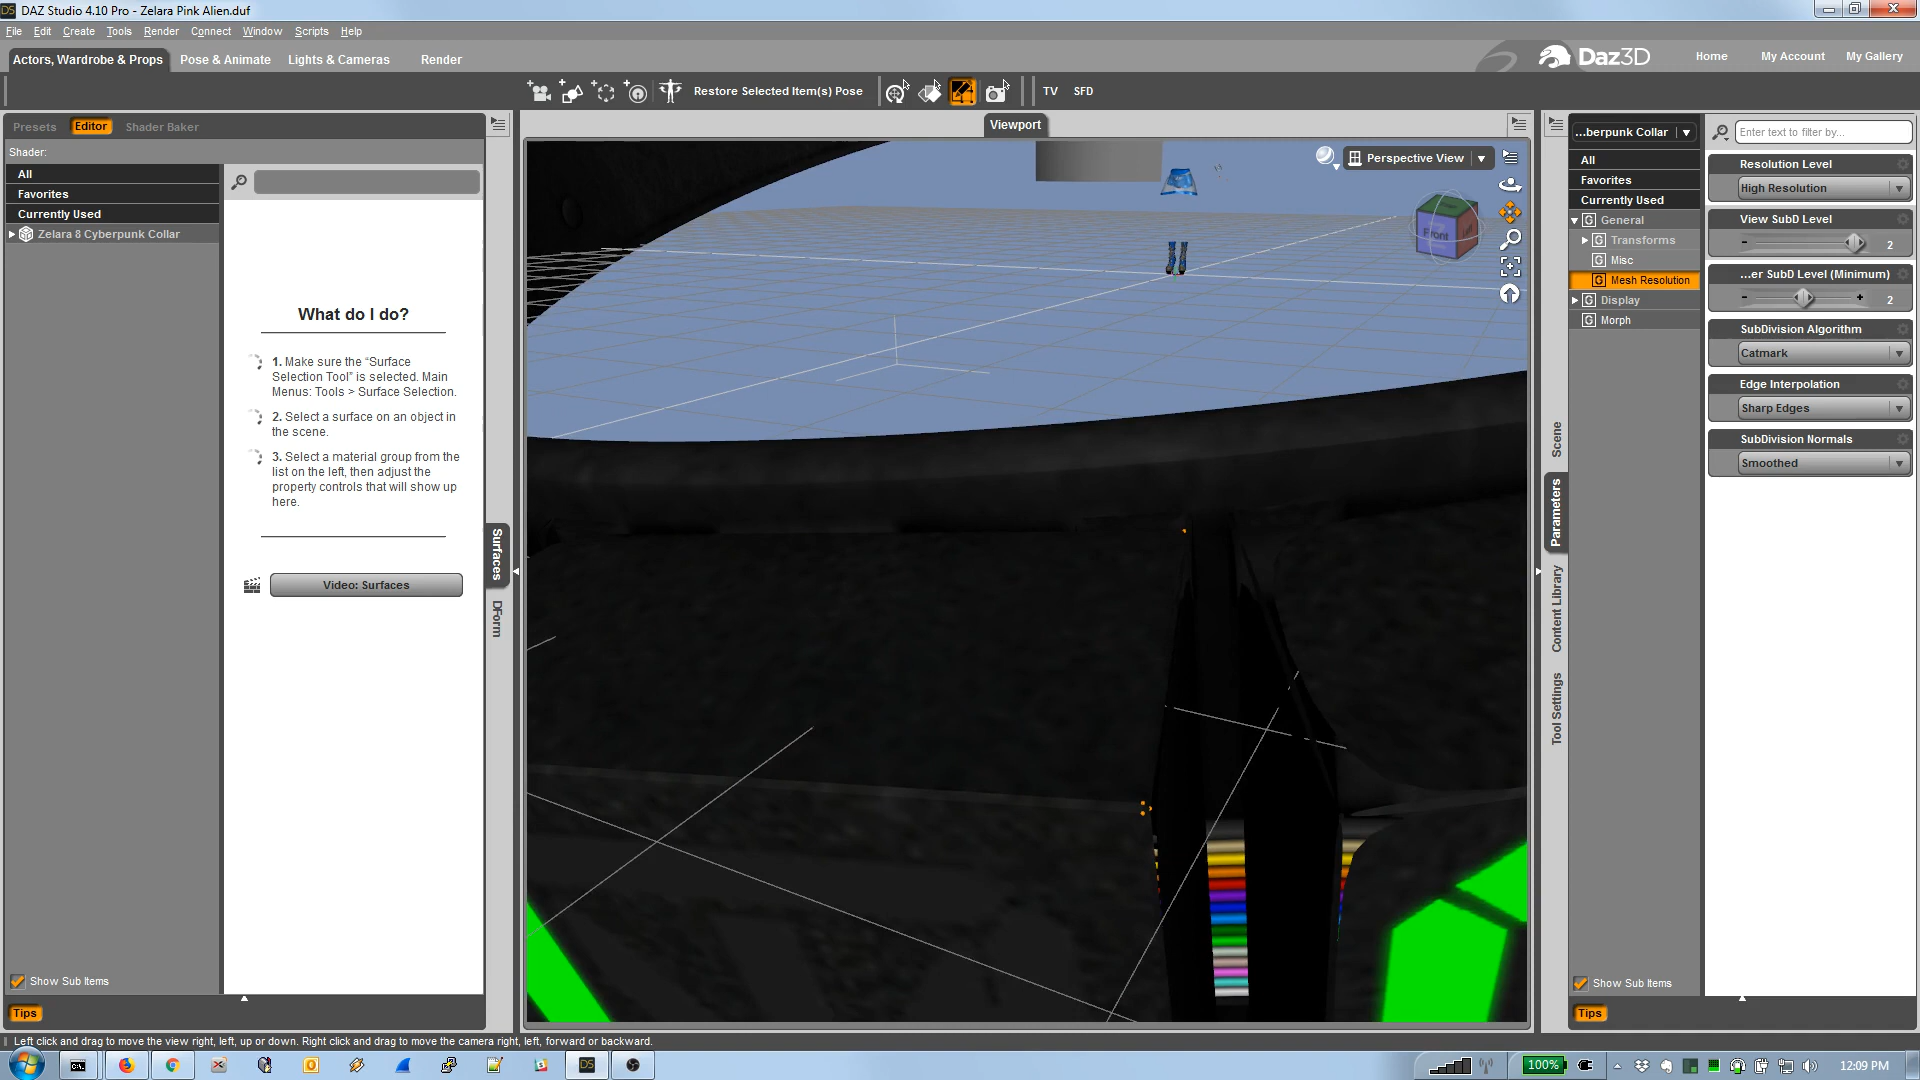 DAZ Studio 4.10 Pro - Zelara Pink Alien.duf
File Edit Create Tools Render Connect Window Scripts Help
Actors, Wardrobe & Props Pose & Animate Lights & Cameras Render
Daz3D Home My Account My Gallery
Restore Selected Item(s) Pose TV SFD
Presets Editor Shader Baker
Shader:
All
Favorites
Currently Used
Zelara 8 Cyberpunk Collar
What do I do?
1. Make sure the “Surface
Selection Tool” is selected. Main
Menus: Tools > Surface Selection.
2. Select a surface on an object in
the scene.
3. Select a material group from the
list on the left, then adjust the
property controls that will show up
here.
Video: Surfaces
Show Sub Items
Tips
Surfaces
DForm
Viewport
Perspective View
Front
Scene
Parameters
Content Library
Tool Settings
...berpunk Collar
Enter text to filter by...
All
Favorites
Currently Used
General
Transforms
Misc
Mesh Resolution
Display
Morph
Resolution Level
High Resolution
View SubD Level
2
...er SubD Level (Minimum)
2
SubDivision Algorithm
Catmark
Edge Interpolation
Sharp Edges
SubDivision Normals
Smoothed
Show Sub Items
Tips
Left click and drag to move the view right, left, up or down. Right click and drag to move the camera right, left, forward or backward.
100%
12:09 PM